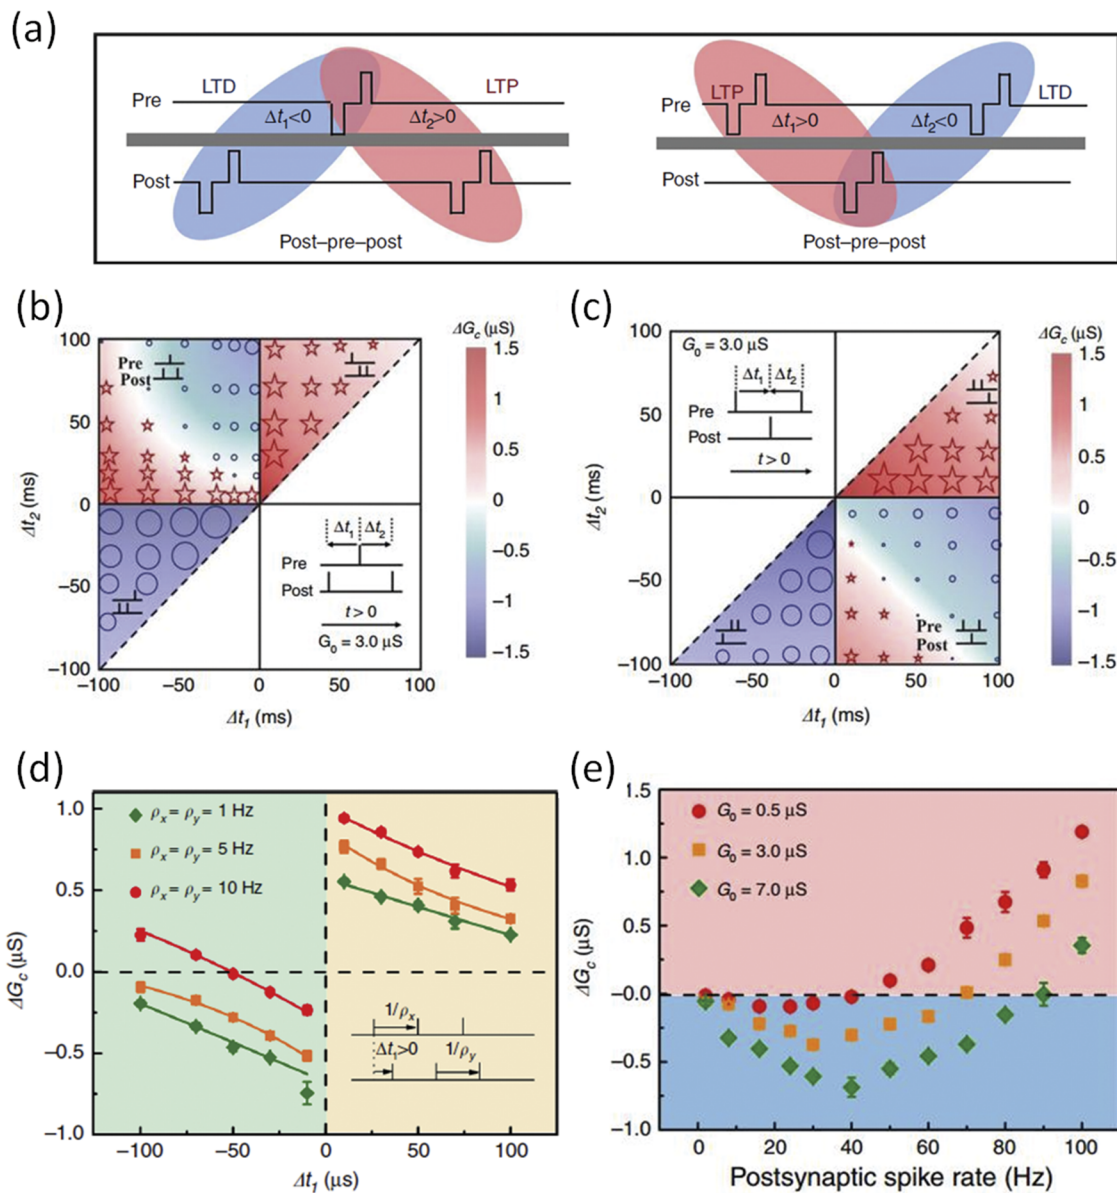 (a)
LTD
LTP
Pre
Δt₁<0
Δt₂>0
Post
Post–pre–post
LTP
LTD
Pre
Δt₁>0
Δt₂<0
Post
Post–pre–post
(b)
ΔG_c (μS)
100
50
0
−50
−100
Δt₂ (ms)
Pre
Post
Δt₁
Δt₂
Pre
Post
t > 0
G₀ = 3.0 μS
−100
−50
0
50
100
Δt₁ (ms)
1.5
1
0.5
0
−0.5
−1
−1.5
(c)
ΔG_c (μS)
100
50
0
−50
−100
Δt₂ (ms)
G₀ = 3.0 μS
Δt₁
Δt₂
Pre
Post
t > 0
Pre
Post
−100
−50
0
50
100
Δt₁ (ms)
1.5
1
0.5
0
−0.5
−1
−1.5
(d)
1.0
0.5
0.0
−0.5
−1.0
ΔG_c (μS)
ρₓ = ρ_y = 1 Hz
ρₓ = ρ_y = 5 Hz
ρₓ = ρ_y = 10 Hz
1/ρₓ
Δt₁>0
1/ρ_y
−100
−50
0
50
100
Δt₁ (μS)
(e)
1.5
1.0
0.5
−0.0
−0.5
−1.0
ΔG_c (μS)
G₀ = 0.5 μS
G₀ = 3.0 μS
G₀ = 7.0 μS
0
20
40
60
80
100
Postsynaptic spike rate (Hz)